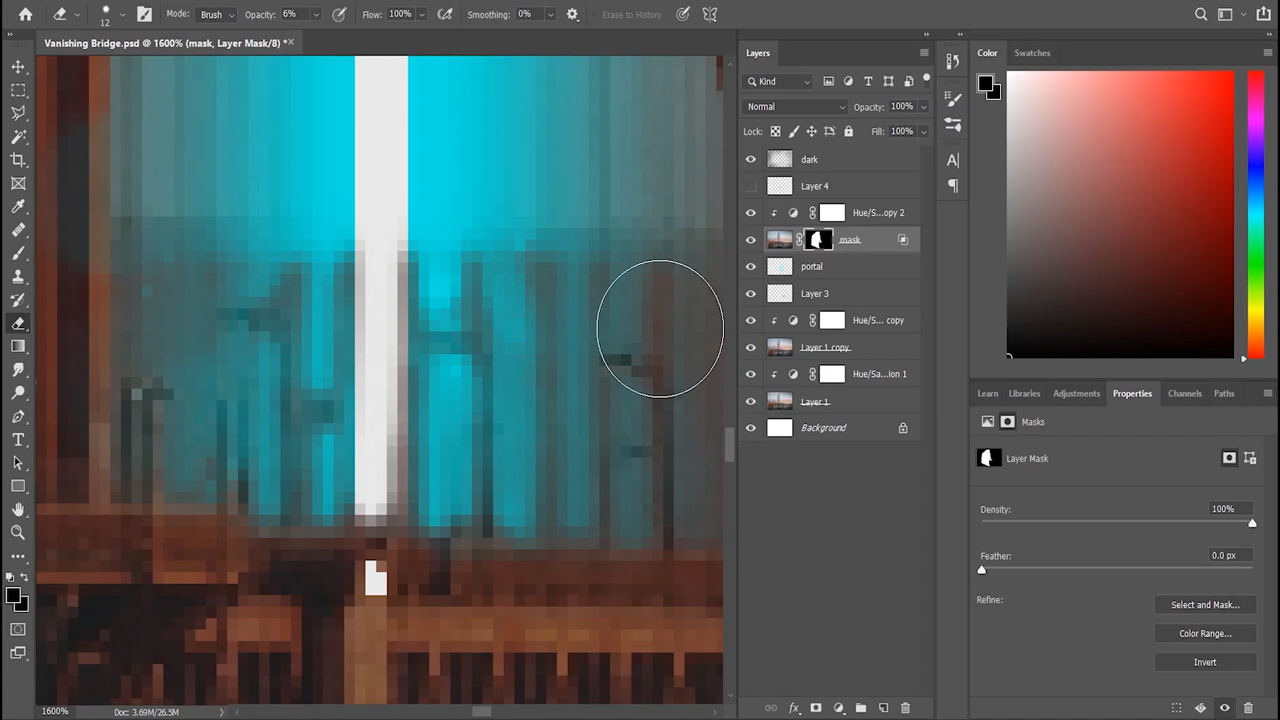 12
Mode: Brush Opacity: 6% Flow: 100% Smoothing: 0% Erase to History
Vanishing Bridge.psd @ 1600% (mask, Layer Mask/8) *
Layers
Kind
Normal Opacity: 100%
Lock: Fill: 100%
dark
Layer 4
Hue/S...opy 2
mask
portal
Layer 3
Hue/S... copy
Layer 1 copy
Hue/Sa...ion 1
Layer 1
Background
Color Swatches
Learn Libraries Adjustments Properties Channels Paths
Masks
Layer Mask
Density: 100%
Feather: 0.0 px
Refine: Select and Mask...
Color Range...
Invert
1600% Doc: 3.69M/26.5M